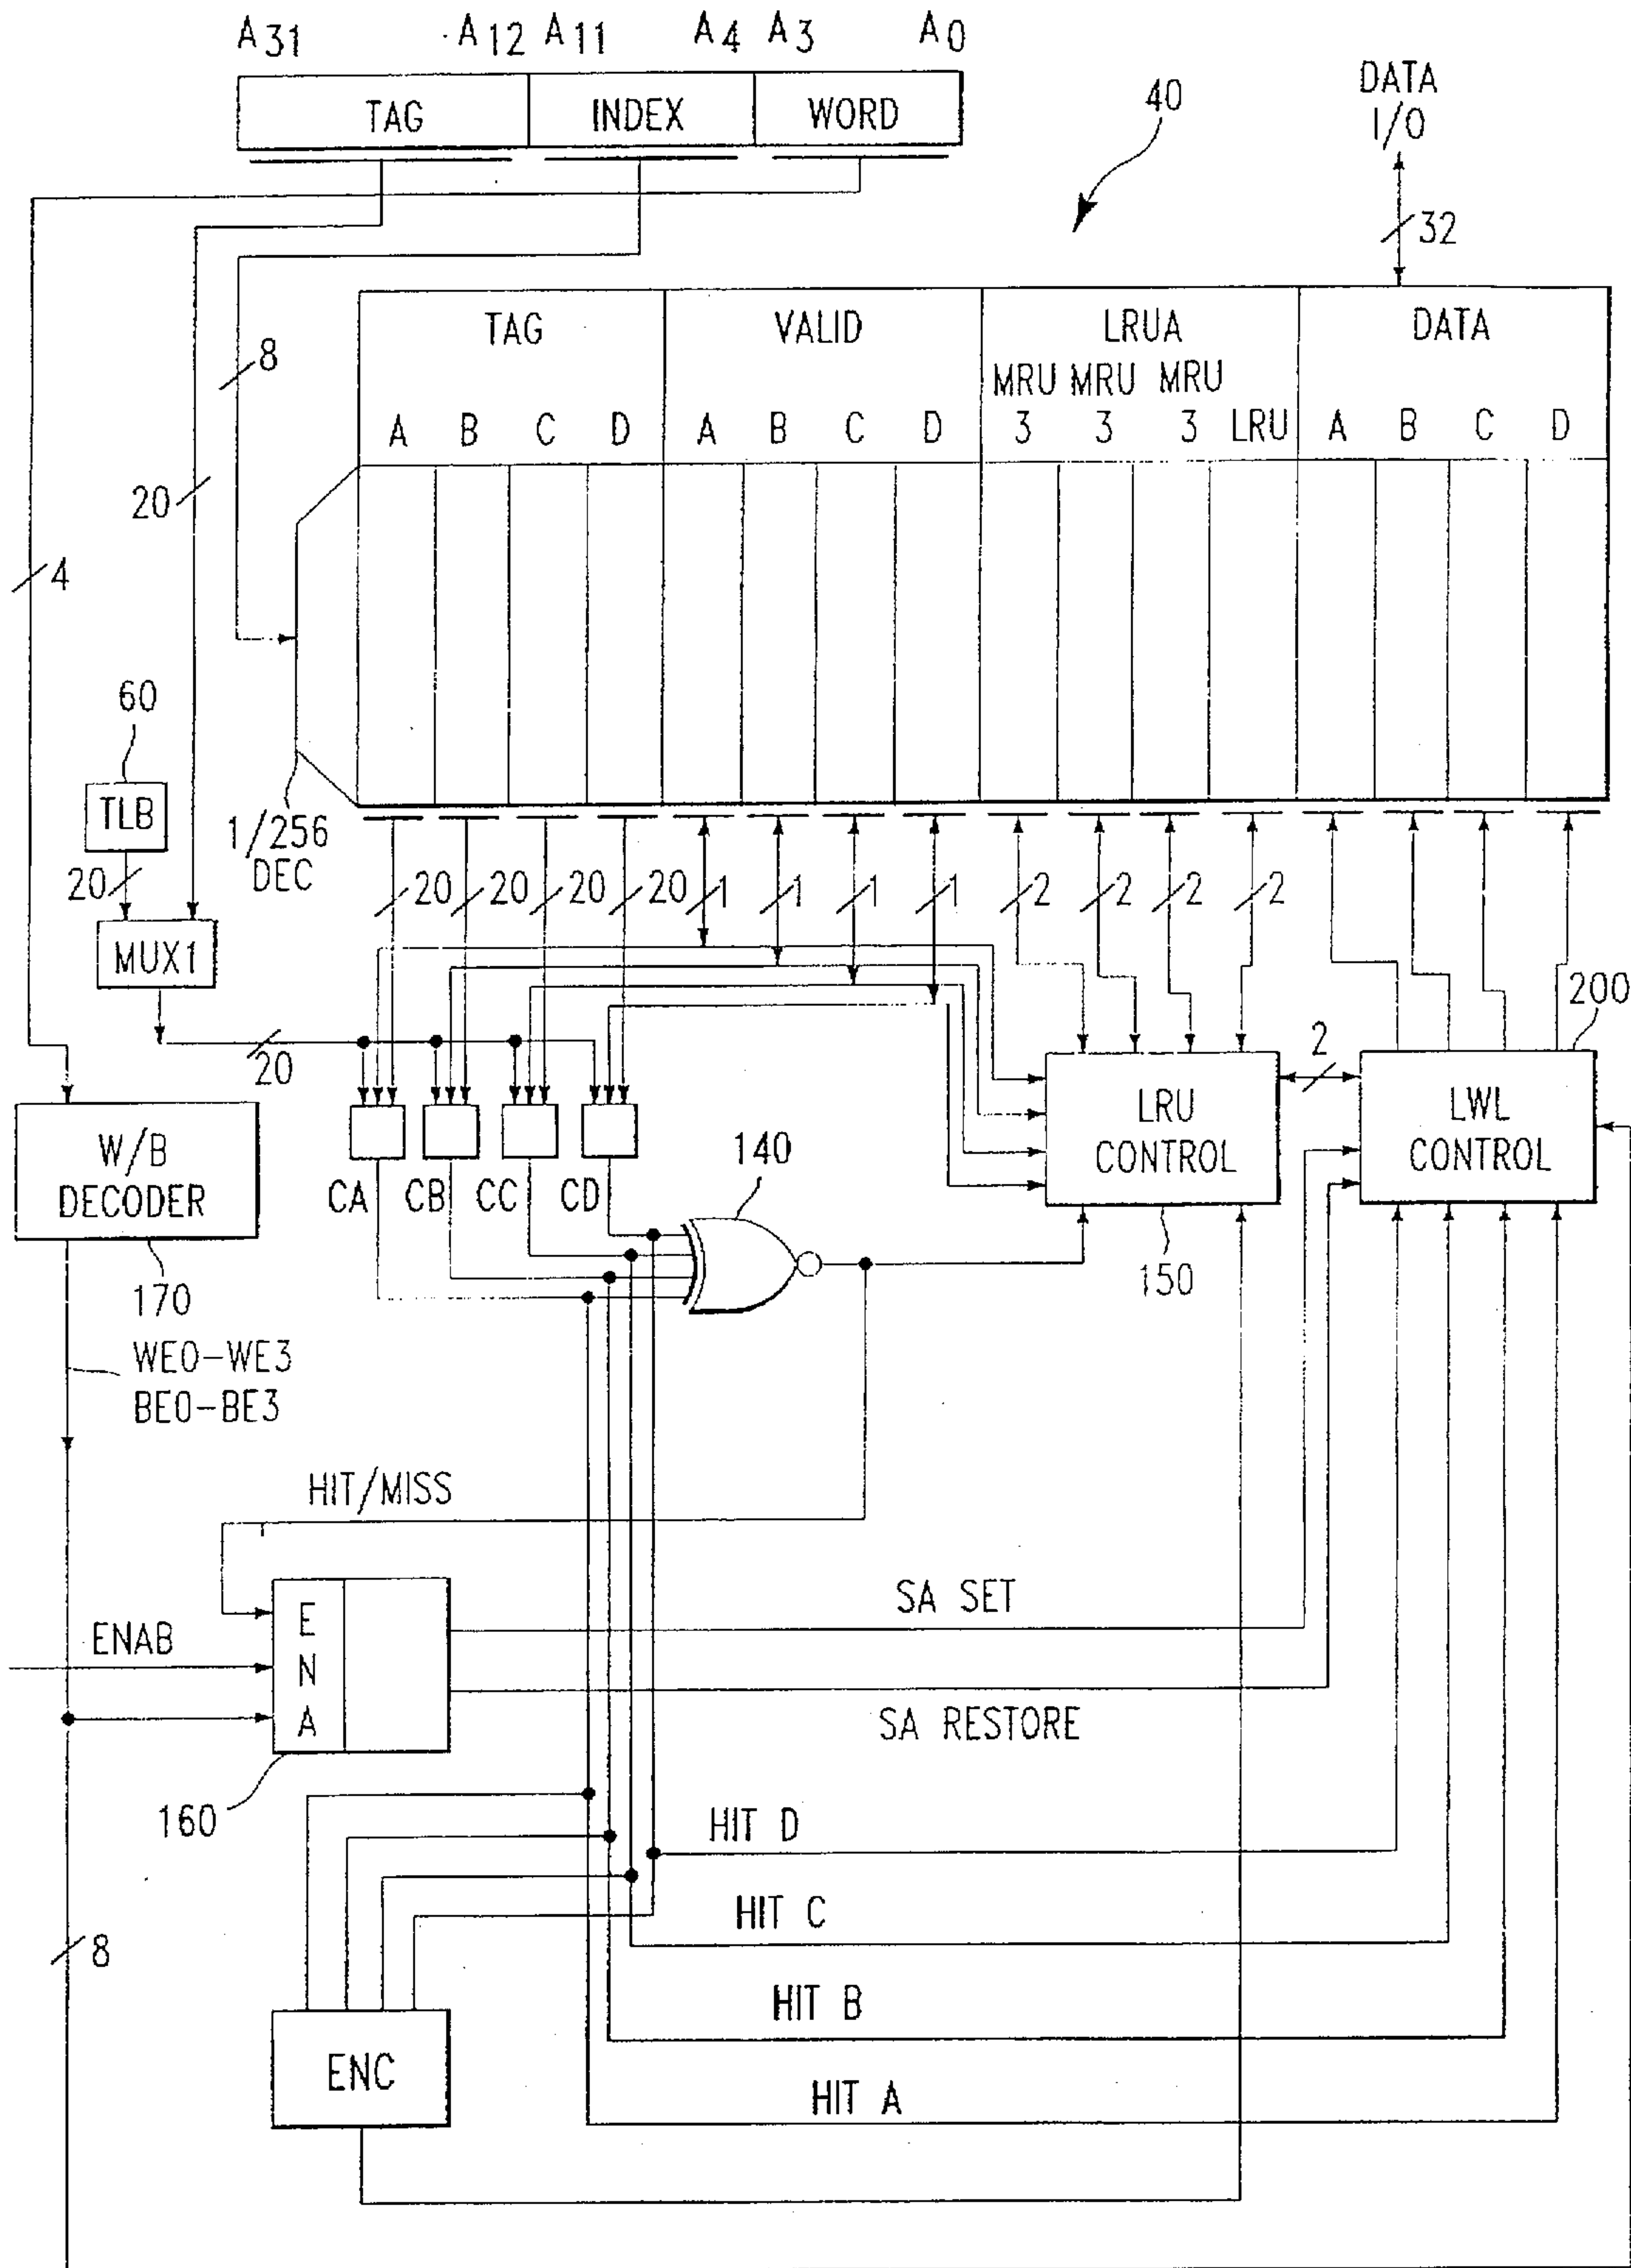 A31 A12 A11 A4 A3 A0
TAG INDEX WORD
40
DATA
I/O
32
8
20
4
TAG VALID LRUA DATA
MRU MRU MRU
A B C D A B C D 3 3 3 LRU A B C D
60
TLB
1/256
DEC
20
20 20 20 20 1 1 1 1 2 2 2 2
MUX1
20
200
2
W/B
DECODER
LRU
CONTROL
LWL
CONTROL
CA CB CC CD
140
150
170
WE0-WE3
BE0-BE3
HIT/MISS
ENAB
E
N
A
SA SET
SA RESTORE
160
HIT D
HIT C
8
HIT B
ENC
HIT A